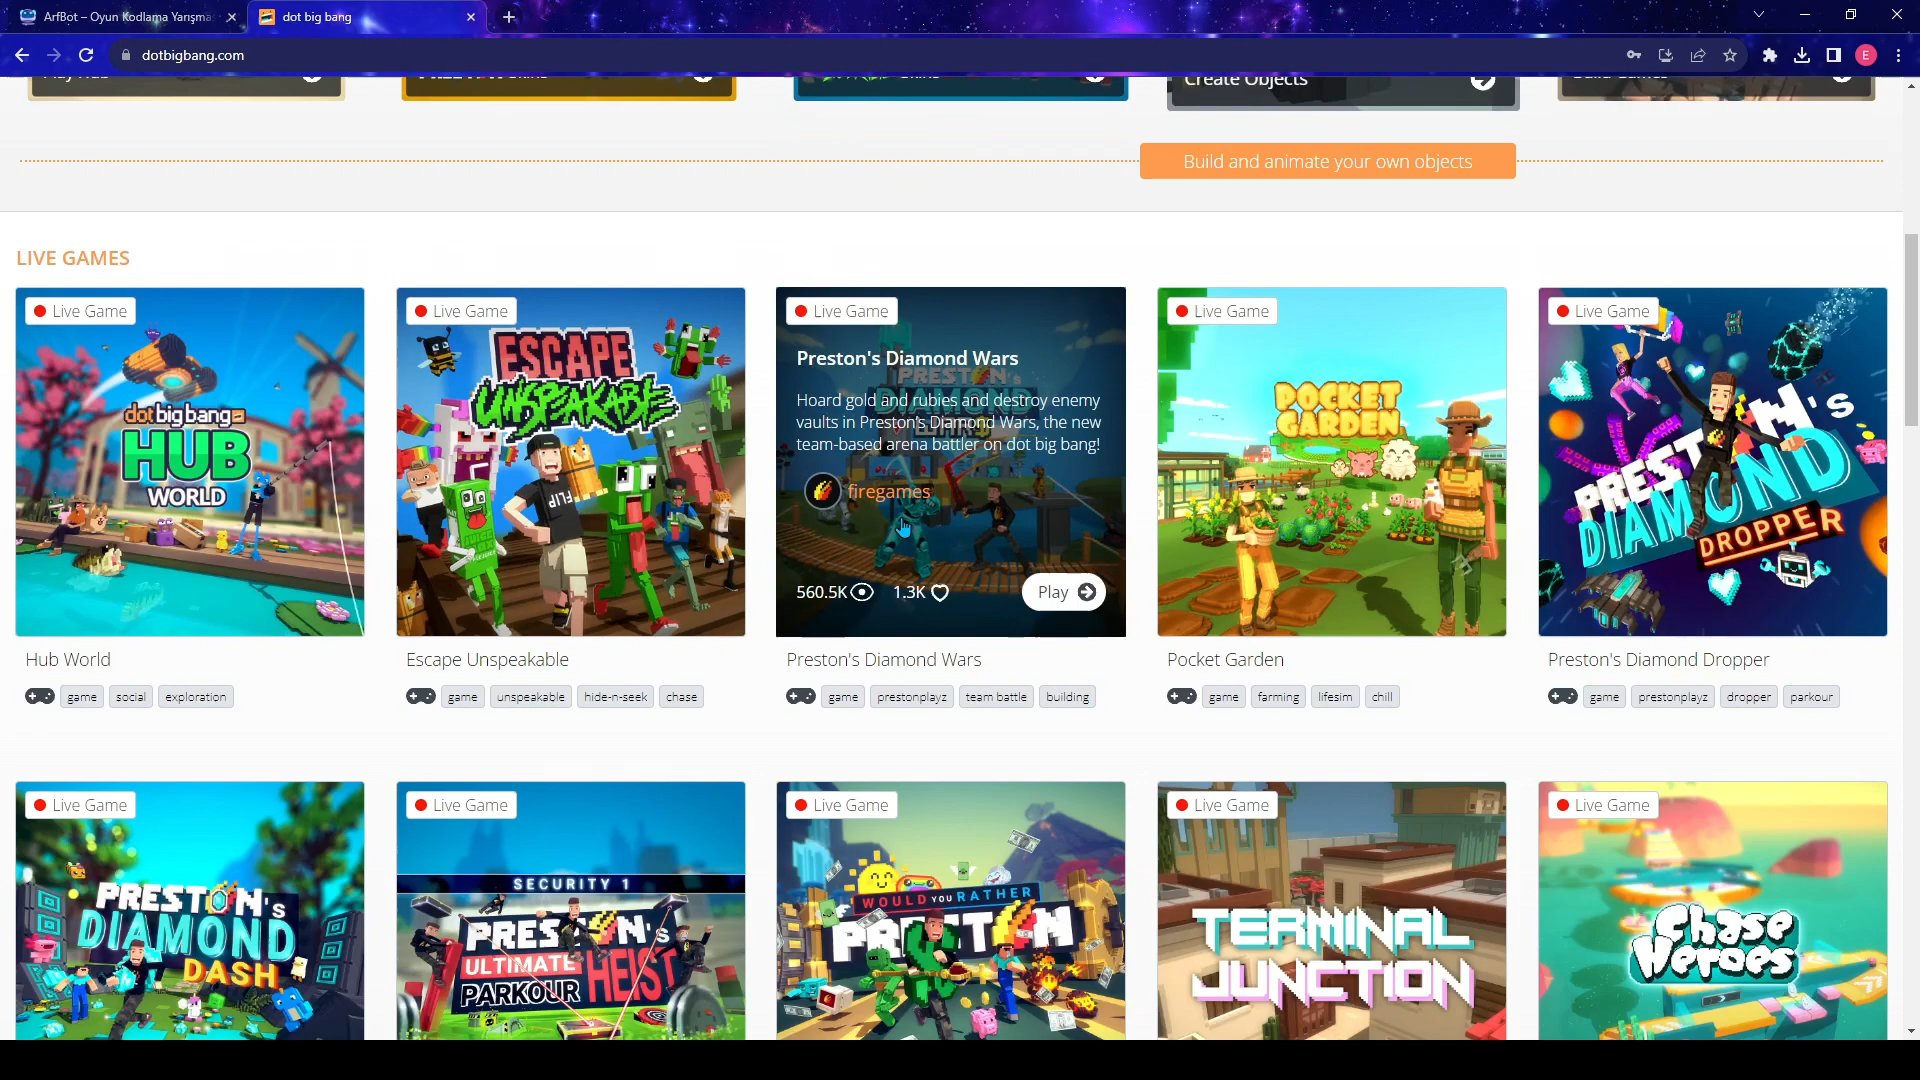 ArfBot – Oyun Kodlama Yarışma
dot big bang
dotbigbang.com
E
Create Objects
Build and animate your own objects
LIVE GAMES
Live Game
dotbigbang
HUB
WORLD
Hub World
game social exploration
Live Game
ESCAPE
UNSPEAKABLE
FLIP
Escape Unspeakable
game unspeakable hide-n-seek chase
Live Game
Preston's Diamond Wars
Hoard gold and rubies and destroy enemy
vaults in Preston's Diamond Wars, the new
team-based arena battler on dot big bang!
firegames
560.5K 1.3K Play
Preston's Diamond Wars
game prestonplayz team battle building
Live Game
POCKET
GARDEN
Pocket Garden
game farming lifesim chill
Live Game
PRESTON's
DIAMOND
DROPPER
Preston's Diamond Dropper
game prestonplayz dropper parkour
Live Game
PRESTON's
DIAMOND
DASH
Live Game
SECURITY 1
PRESTON's
ULTIMATE
PARKOUR HEIST
Live Game
WOULD YOU RATHER
PRESTON
Live Game
TERMINAL
JUNCTION
Live Game
Chase
Heroes